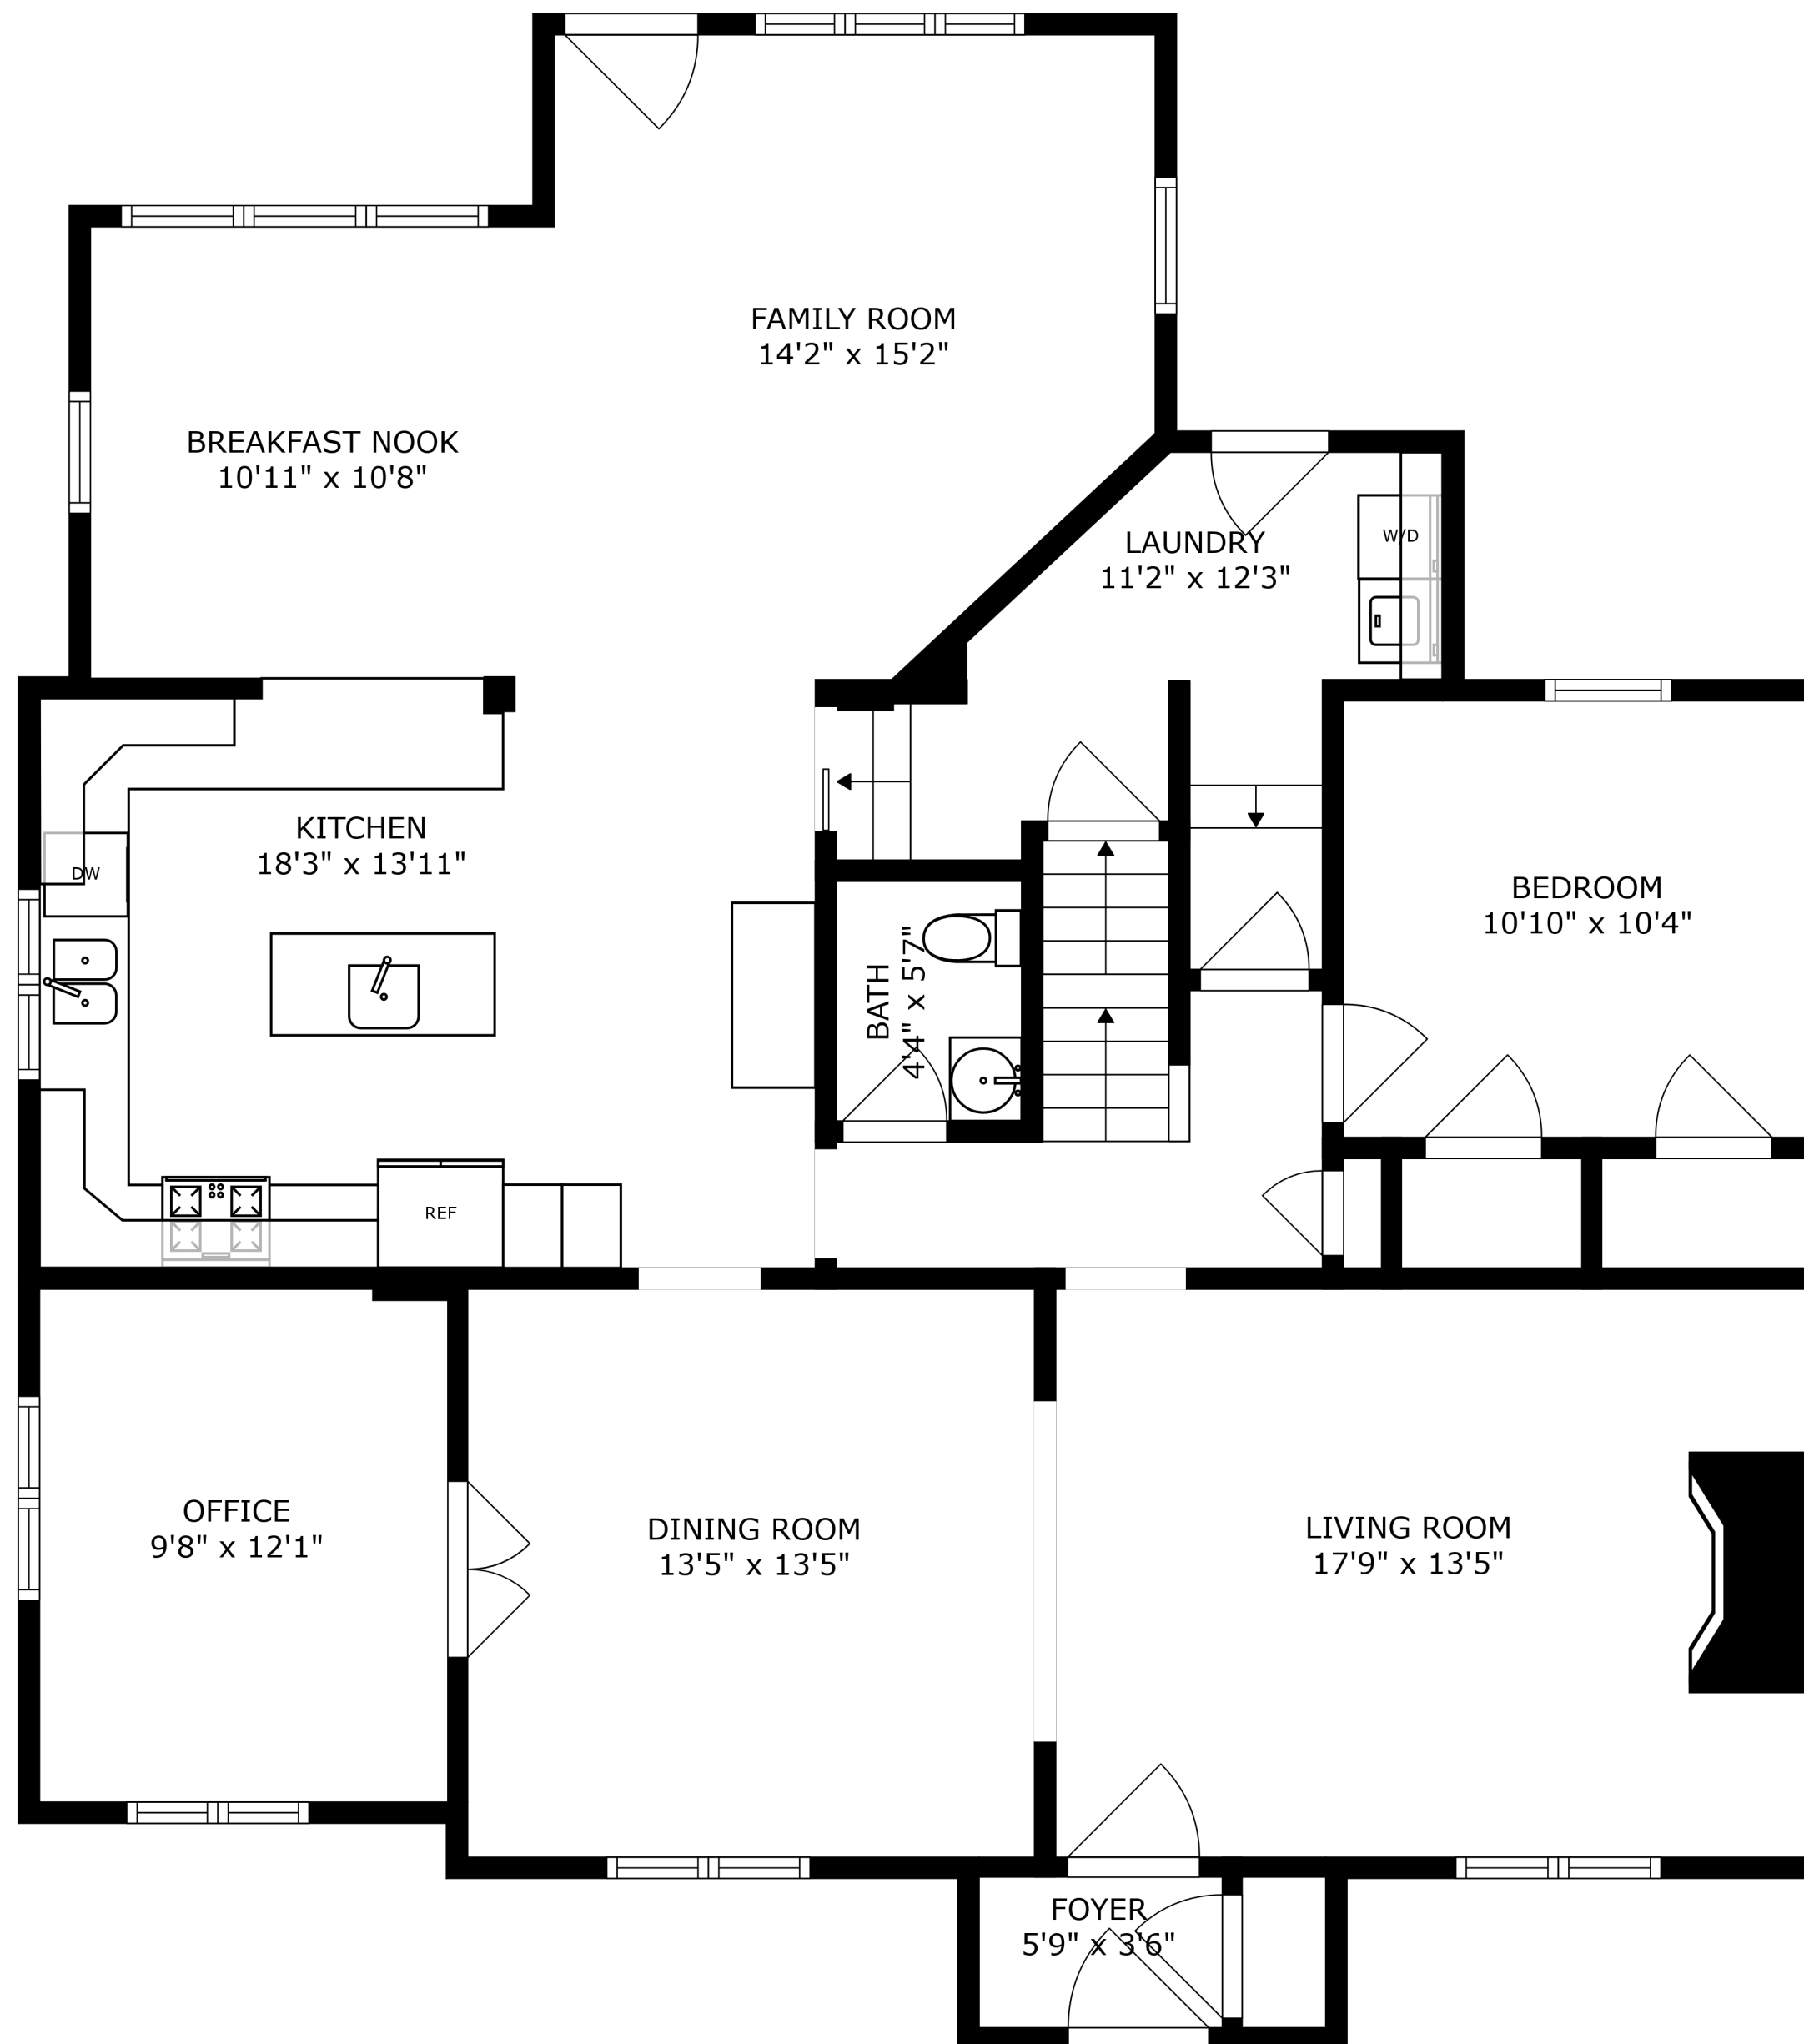 FAMILY ROOM
14'2" x 15'2"
BREAKFAST NOOK
10'11" x 10'8"
LAUNDRY
11'2" x 12'3"
W/D
KITCHEN
18'3" x 13'11"
DW
BEDROOM
10'10" x 10'4"
BATH
4'4" x 5'7"
REF
OFFICE
9'8" x 12'1"
DINING ROOM
13'5" x 13'5"
LIVING ROOM
17'9" x 13'5"
FOYER
5'9" x 3'6"